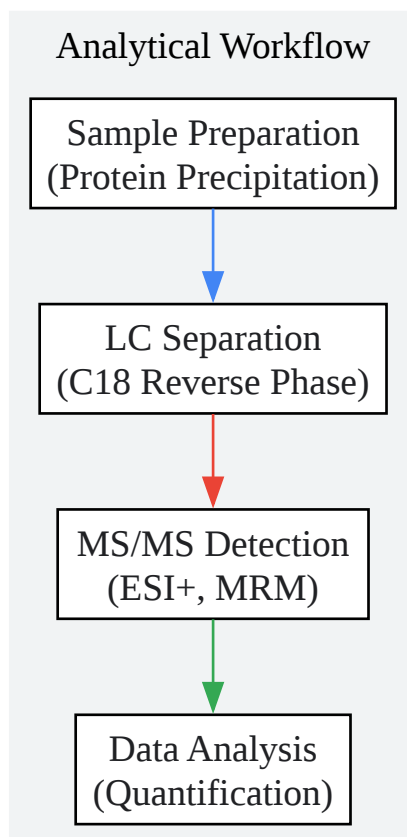 Analytical Workflow
Sample Preparation
(Protein Precipitation)
LC Separation
(C18 Reverse Phase)
MS/MS Detection
(ESI+, MRM)
Data Analysis
(Quantification)